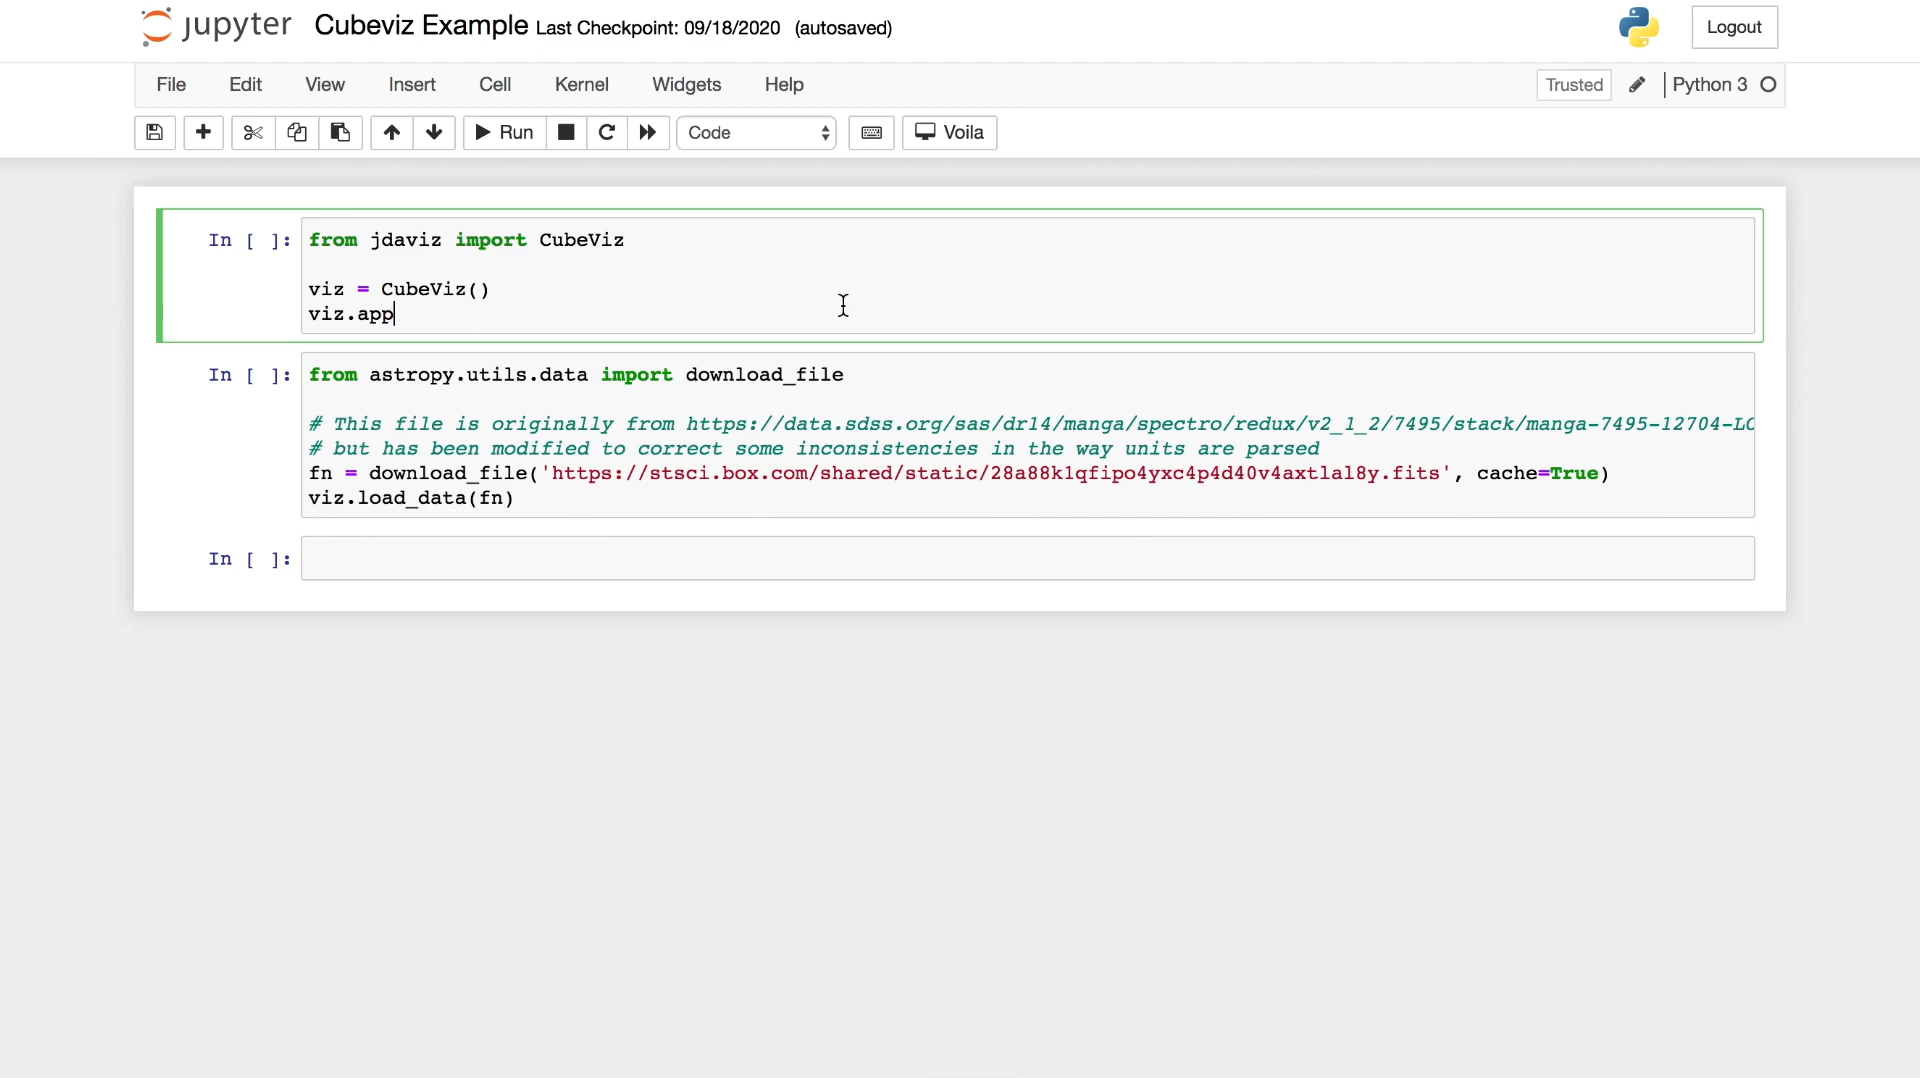 jupyter Cubeviz Example Last Checkpoint: 09/18/2020 (autosaved)
Logout
File Edit View Insert Cell Kernel Widgets Help
Trusted Python 3
Run Code Voila
In [ ]: from jdaviz import CubeViz
viz = CubeViz()
viz.app
In [ ]: from astropy.utils.data import download_file
# This file is originally from https://data.sdss.org/sas/dr14/manga/spectro/redux/v2_1_2/7495/stack/manga-7495-12704-LO
# but has been modified to correct some inconsistencies in the way units are parsed
fn = download_file('https://stsci.box.com/shared/static/28a88k1qfipo4yxc4p4d40v4axtlal8y.fits', cache=True)
viz.load_data(fn)
In [ ]: